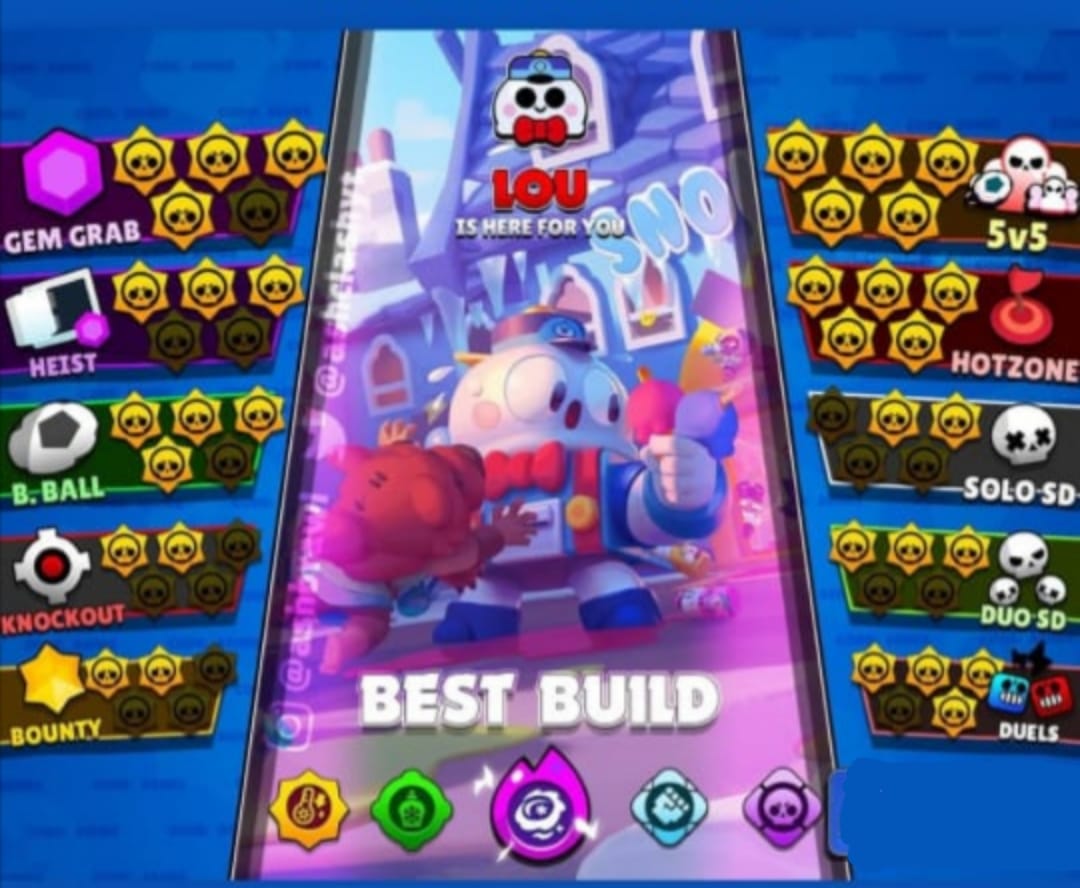 LOU
IS HERE FOR YOU
SNO
GEM GRAB
HEIST
B. BALL
KNOCKOUT
BOUNTY
5v5
HOTZONE
SOLO SD
DUO SD
DUELS
BEST BUILD